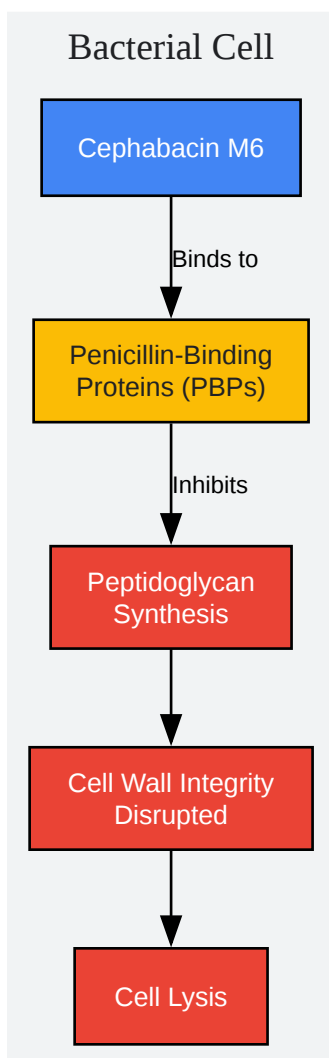 Bacterial Cell
Cephabacin M6
Binds to
Penicillin-Binding
Proteins (PBPs)
Inhibits
Peptidoglycan
Synthesis
Cell Wall Integrity
Disrupted
Cell Lysis